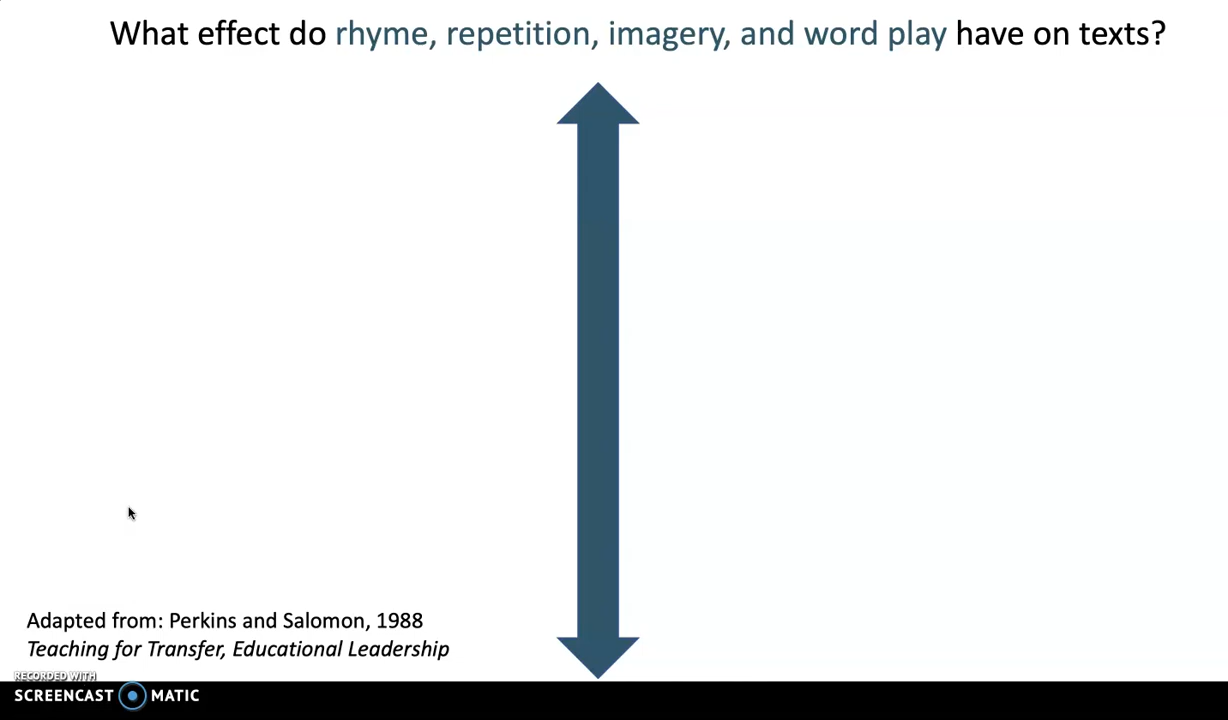 What effect do rhyme, repetition, imagery, and word play have on texts?
Adapted from: Perkins and Salomon, 1988
Teaching for Transfer, Educational Leadership
RECORDED WITH
SCREENCAST MATIC